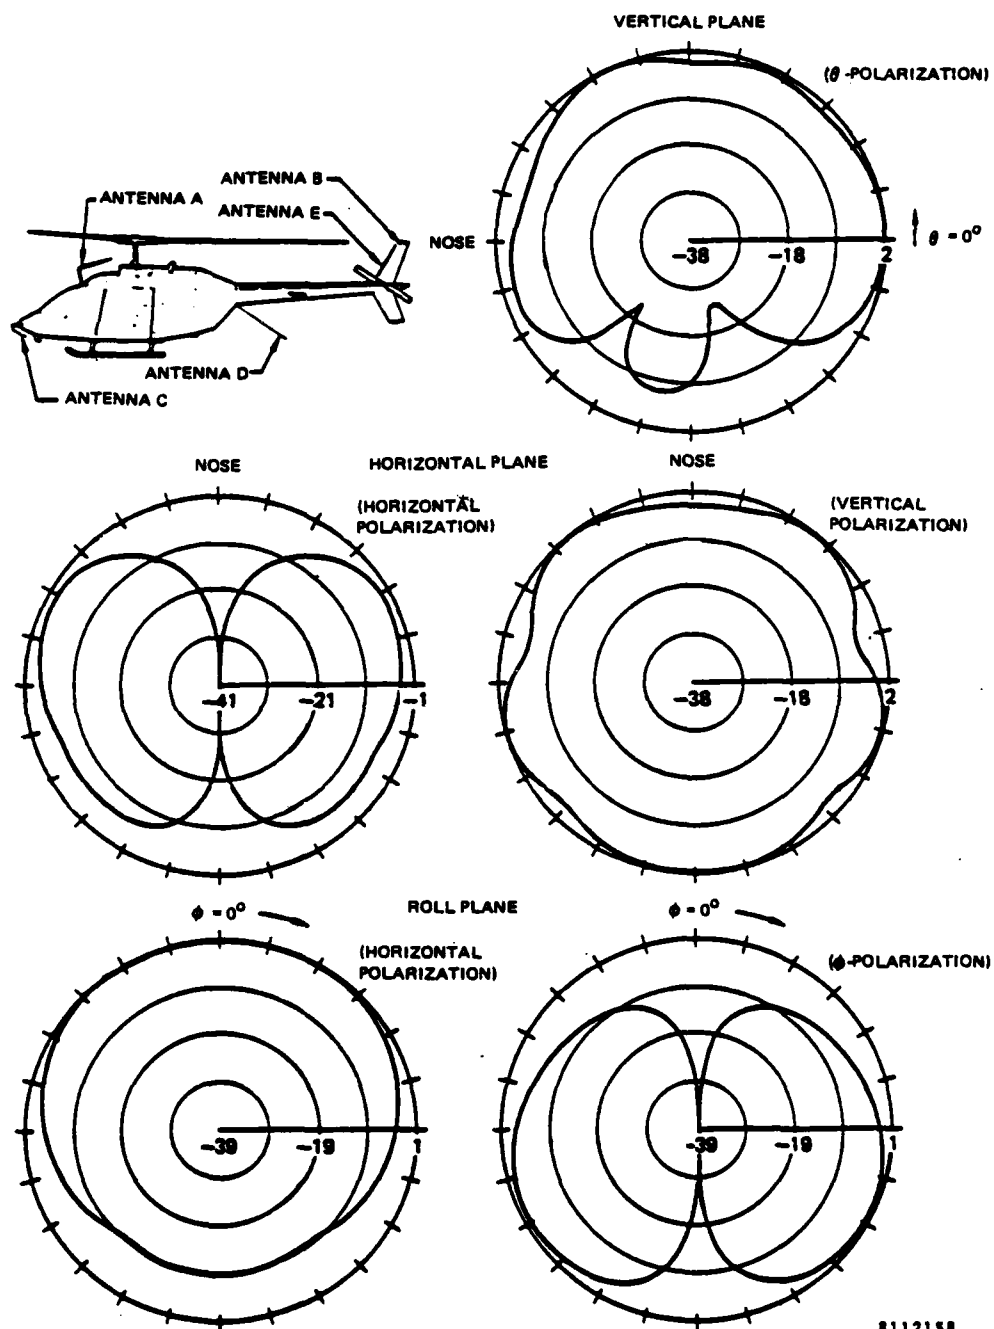 VERTICAL PLANE
(θ-POLARIZATION)
ANTENNA B
ANTENNA A
ANTENNA E
NOSE
-38
-18
2
θ = 0°
ANTENNA D
ANTENNA C
NOSE
HORIZONTAL PLANE
NOSE
(HORIZONTAL
POLARIZATION)
(VERTICAL
POLARIZATION)
-41
-21
-1
-38
-18
2
ϕ = 0°
ROLL PLANE
ϕ = 0°
(HORIZONTAL
POLARIZATION)
(ϕ-POLARIZATION)
-39
-19
1
-39
-19
1